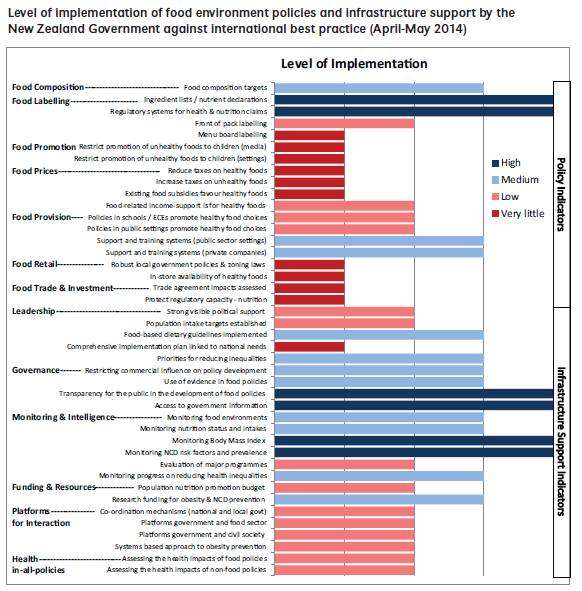 Level of implementation of food environment policies and infrastructure support by the
New Zealand Government against international best practice (April-May 2014)
Level of Implementation
Food Composition Food composition targets
Food Labelling Ingredient lists / nutrient declarations
Regulatory systems for health & nutrition claims
Front of pack labelling
Menu board labelling
Food Promotion Restrict promotion of unhealthy foods to children (media)
Restrict promotion of unhealthy foods to children (settings)
Food Prices Reduce taxes on healthy foods
Increase taxes on unhealthy foods
Existing food subsidies favour healthy foods
Food-related income-support is for healthy foods
Food Provision Policies in schools / ECEs promote healthy food choices
Policies in public settings promote healthy food choices
Support and training systems (public sector settings)
Support and training systems (private companies)
Food Retail Robust local government policies & zoning laws
In-store availability of healthy foods
Food Trade & Investment Trade agreement impacts assessed
Protect regulatory capacity - nutrition
Leadership Strong visible political support
Population intake targets established
Food-based dietary guidelines implemented
Comprehensive implementation plan linked to national needs
Priorities for reducing inequalities
Governance Restricting commercial influence on policy development
Use of evidence in food policies
Transparency for the public in the development of food policies
Access to government information
Monitoring & Intelligence Monitoring food environments
Monitoring nutrition status and intakes
Monitoring Body Mass Index
Monitoring NCD risk factors and prevalence
Evaluation of major programmes
Monitoring progress on reducing health inequalities
Funding & Resources Population nutrition promotion budget
Research funding for obesity & NCD prevention
Platforms Co-ordination mechanisms (national and local govt)
for Interaction Platforms government and food sector
Platforms government and civil society
Systems based approach to obesity prevention
Health Assessing the health impacts of food policies
in-all-policies Assessing the health impacts of non-food policies
High
Medium
Low
Very little
Policy Indicators
Infrastructure Support Indicators